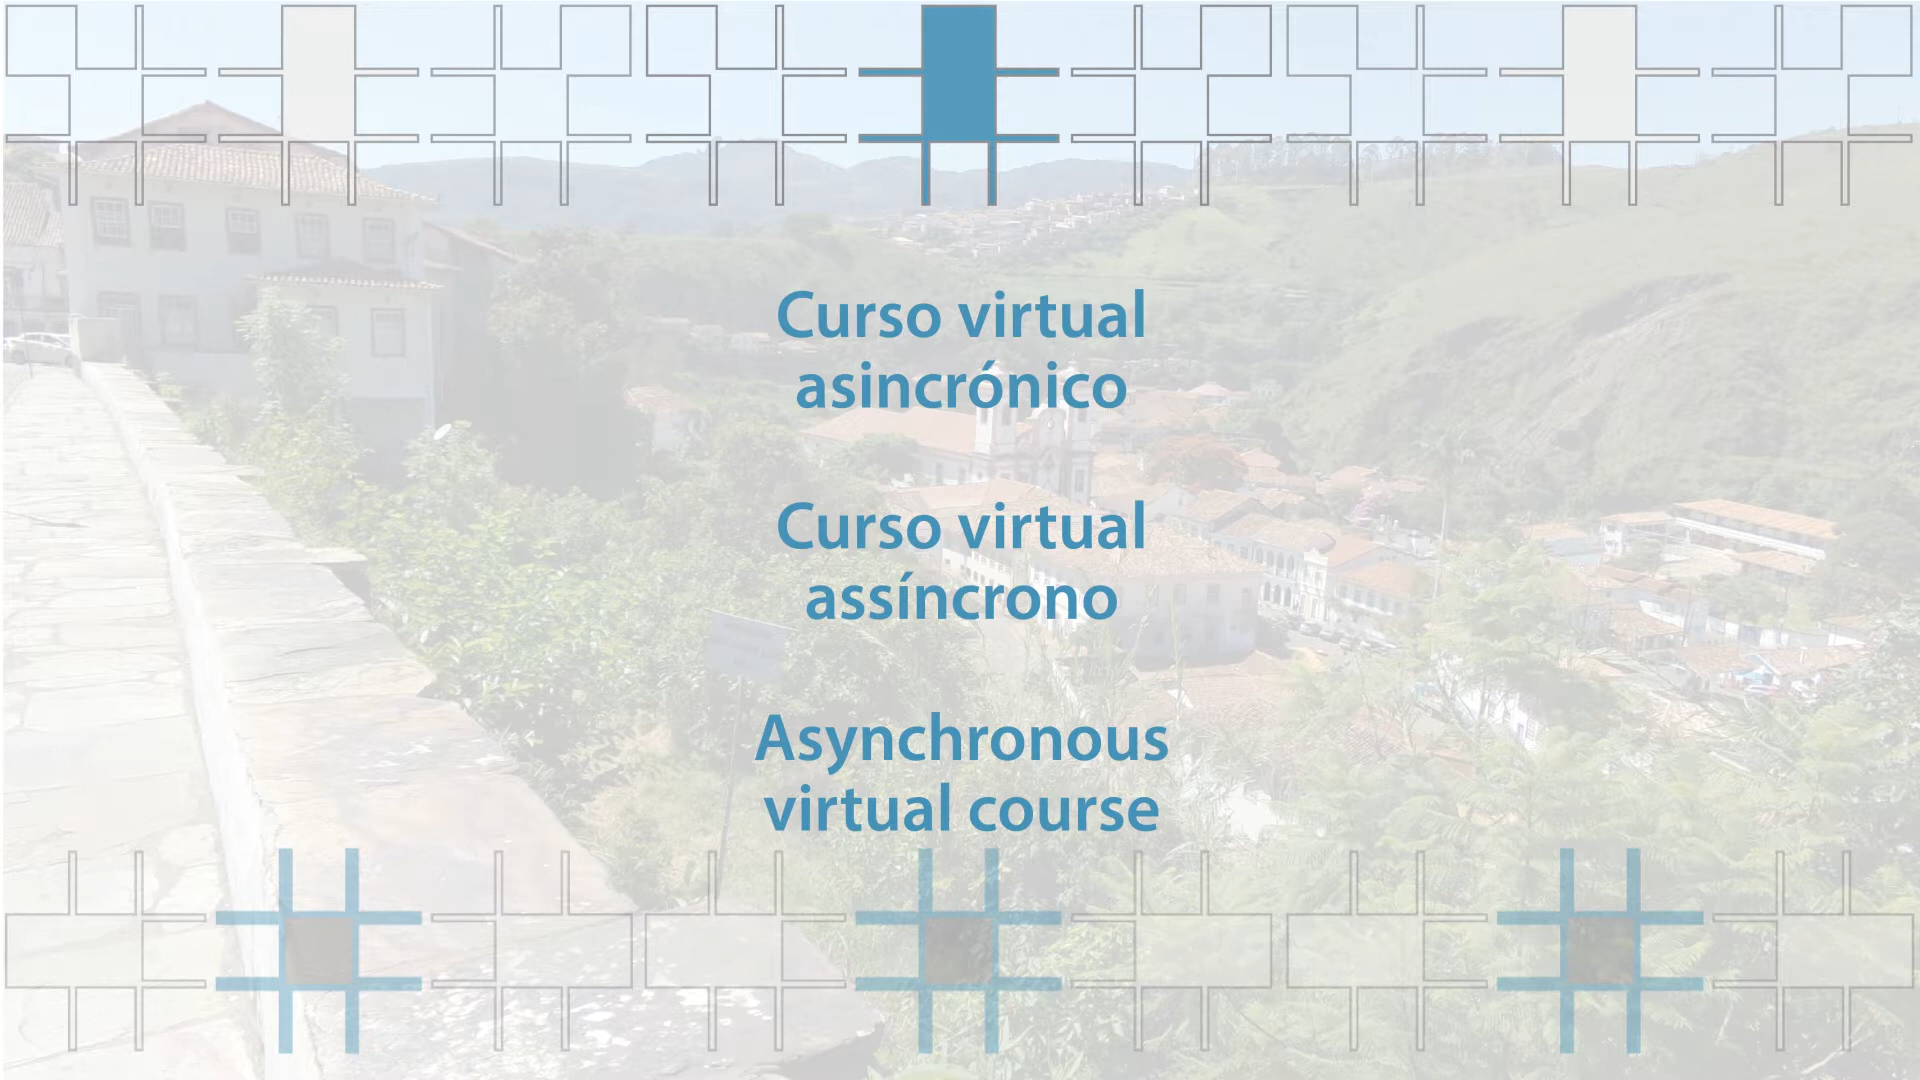 Curso virtual
asincrónico
Curso virtual
assíncrono
Asynchronous
virtual course